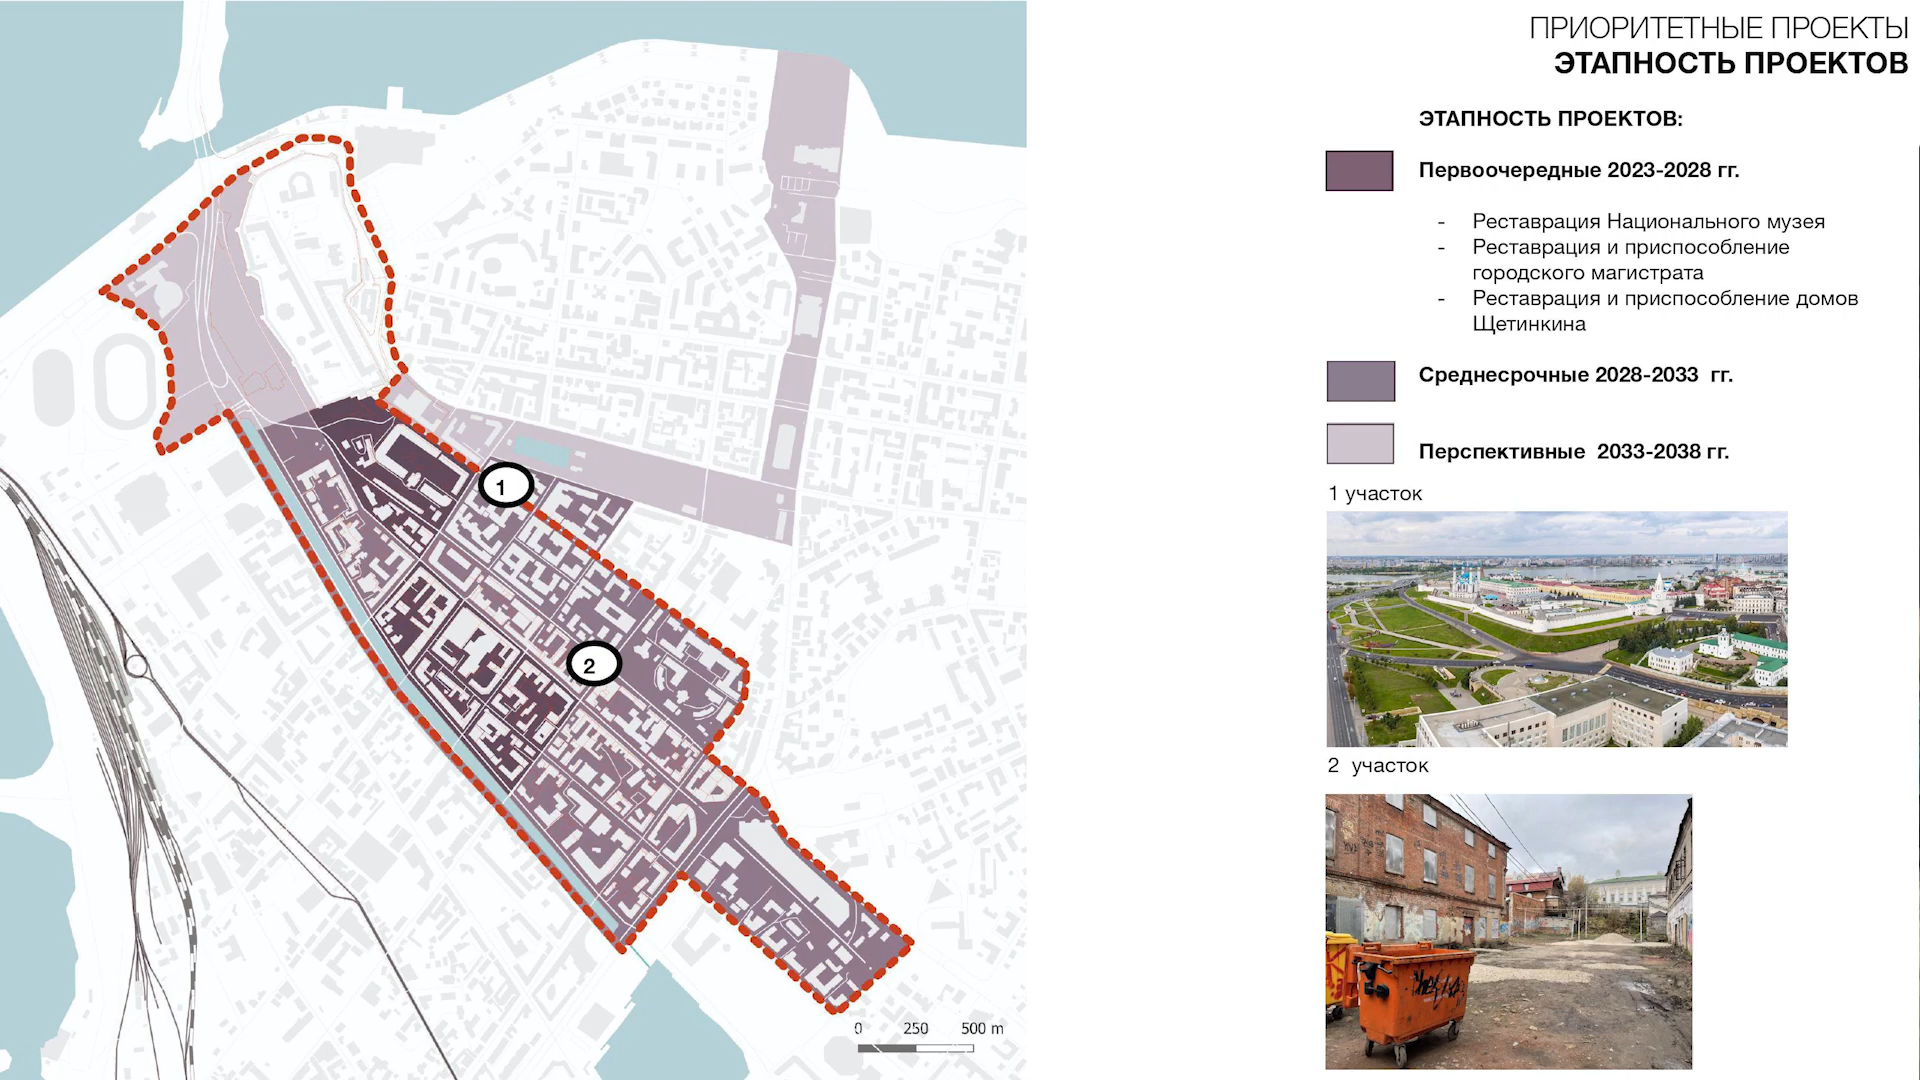 ПРИОРИТЕТНЫЕ ПРОЕКТЫ
ЭТАПНОСТЬ ПРОЕКТОВ
ЭТАПНОСТЬ ПРОЕКТОВ:
Первоочередные 2023-2028 гг.
- Реставрация Национального музея
- Реставрация и приспособление
городского магистрата
- Реставрация и приспособление домов
Щетинкина
Среднесрочные 2028-2033 гг.
Перспективные 2033-2038 гг.
1 участок
2 участок
1
2
0 250 500 m